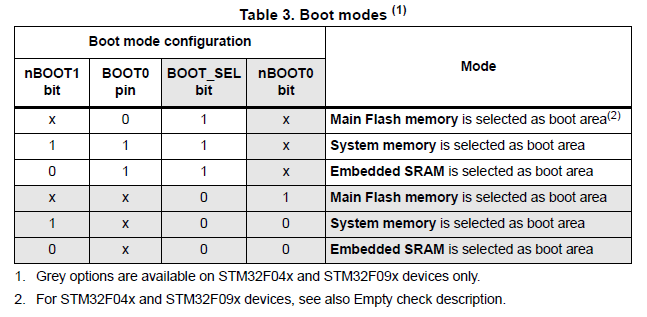 Table 3. Boot modes (1)
Boot mode configuration
Mode
nBOOT1 bit BOOT0 pin BOOT_SEL bit nBOOT0 bit
x 0 1 x Main Flash memory is selected as boot area(2)
1 1 1 x System memory is selected as boot area
0 1 1 x Embedded SRAM is selected as boot area
x x 0 1 Main Flash memory is selected as boot area
1 x 0 0 System memory is selected as boot area
0 x 0 0 Embedded SRAM is selected as boot area
1. Grey options are available on STM32F04x and STM32F09x devices only.
2. For STM32F04x and STM32F09x devices, see also Empty check description.